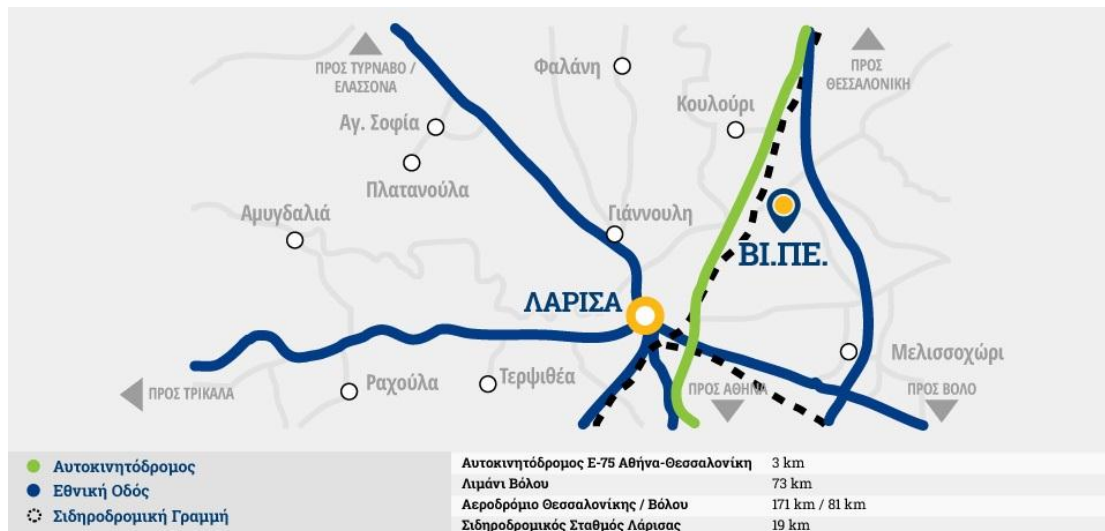 ΠΡΟΣ ΤΥΡΝΑΒΟ /
ΕΛΑΣΣΟΝΑ
Φαλάνη
ΠΡΟΣ
ΘΕΣΣΑΛΟΝΙΚΗ
Κουλούρι
Αγ. Σοφία
Πλατανούλα
Αμυγδαλιά
Γιάννουλη
ΒΙ.ΠΕ.
ΛΑΡΙΣΑ
Μελισσοχώρι
ΠΡΟΣ ΤΡΙΚΑΛΑ
Ραχούλα
Τερψιθέα
ΠΡΟΣ ΑΘΗΝΑ
ΠΡΟΣ ΒΟΛΟ
Αυτοκινητόδρομος
Εθνική Οδός
Σιδηροδρομική Γραμμή
Αυτοκινητόδρομος Ε-75 Αθήνα-Θεσσαλονίκη 3 km
Λιμάνι Βόλου 73 km
Αεροδρόμιο Θεσσαλονίκης / Βόλου 171 km / 81 km
Σιδηροδρομικός Σταθμός Λάρισας 19 km